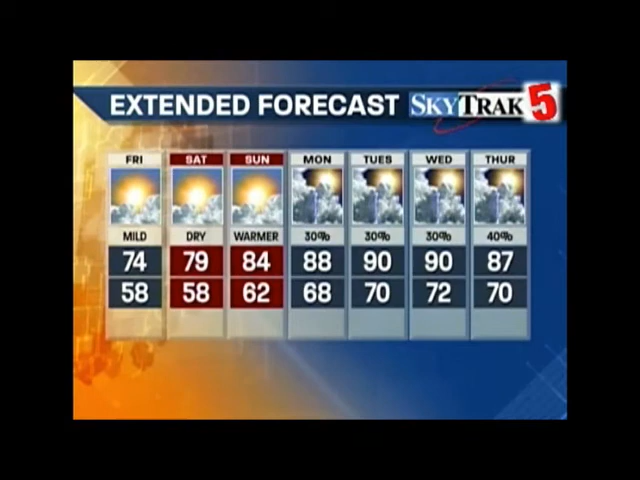 EXTENDED FORECAST SKYTRAK 5
FRI SAT SUN MON TUES WED THUR
MILD DRY WARMER 30% 30% 30% 40%
74 79 84 88 90 90 87
58 58 62 68 70 72 70